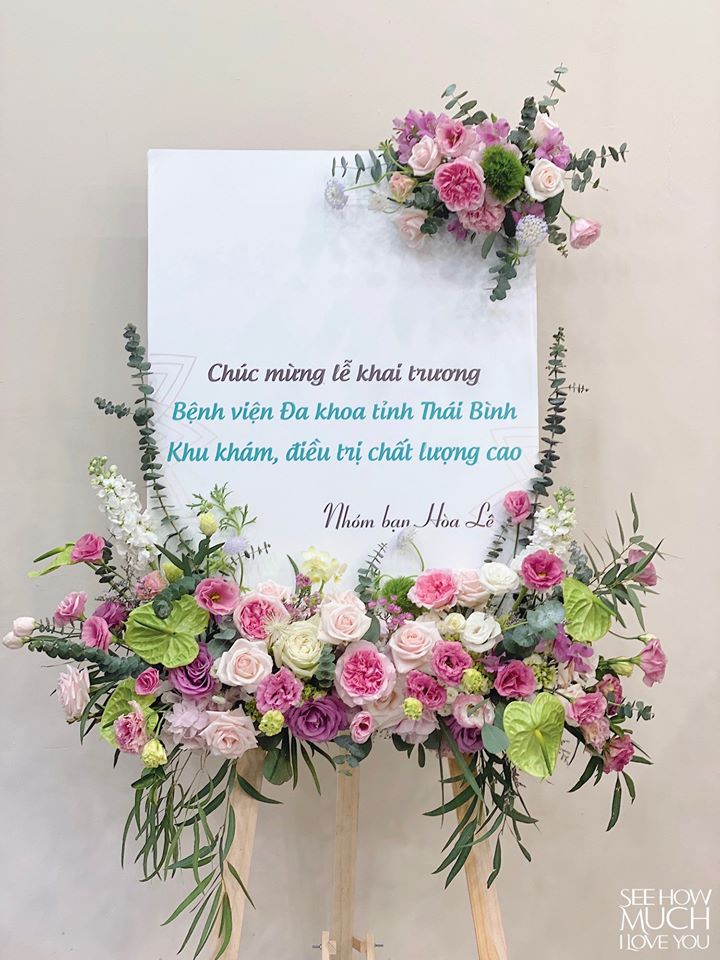 Chúc mừng lễ khai trương
Bệnh viện Đa khoa tỉnh Thái Bình
Khu khám, điều trị chất lượng cao
Nhóm bạn Hòa Lê
SEE HOW
MUCH
I LOVE YOU